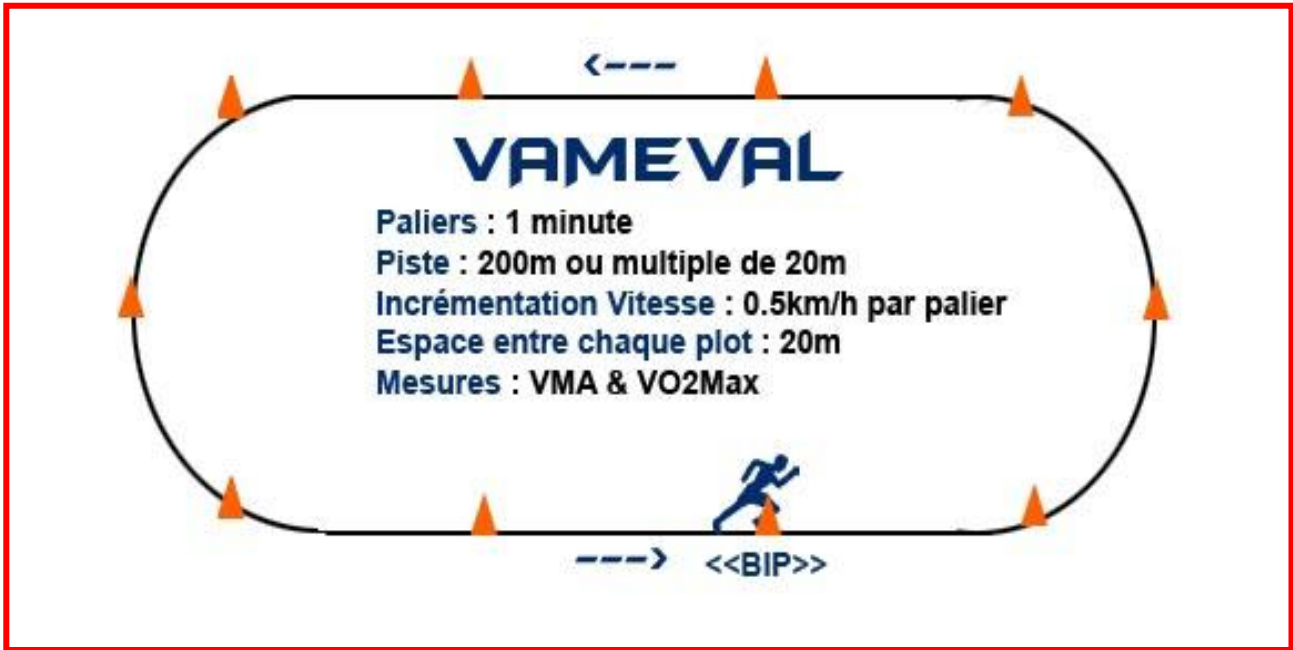 <---
VAMEVAL
Paliers : 1 minute
Piste : 200m ou multiple de 20m
Incrémentation Vitesse : 0.5km/h par palier
Espace entre chaque plot : 20m
Mesures : VMA & VO2Max
---> <<BIP>>